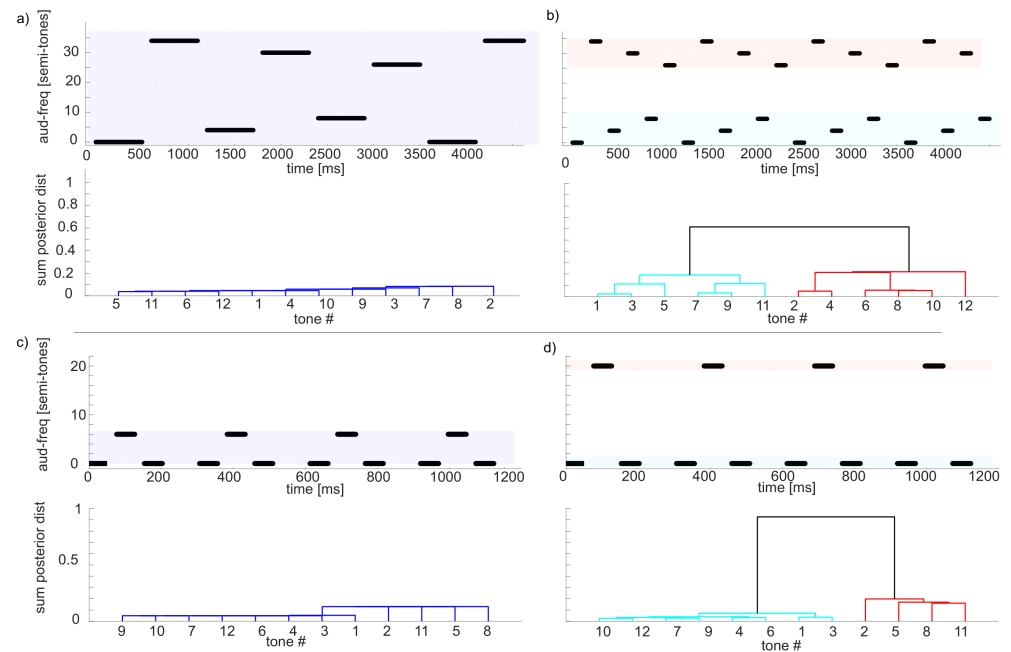 a)
aud-freq [semi-tones]
30
20
10
0
0 500 1000 1500 2000 2500 3000 3500 4000
time [ms]
sum posterior dist
1
0.8
0.6
0.4
0.2
0
5 11 6 12 1 4 10 9 3 7 8 2
tone #
b)
0 500 1000 1500 2000 2500 3000 3500 4000
time [ms]
1 3 5 7 9 11 2 4 6 8 10 12
tone #
c)
aud-freq [semi-tones]
20
10
0
0 200 400 600 800 1000 1200
time [ms]
sum posterior dist
1
0.5
0
9 10 7 12 6 4 3 1 2 11 5 8
tone #
d)
0 200 400 600 800 1000 1200
time [ms]
10 12 7 9 4 6 1 3 2 5 8 11
tone #